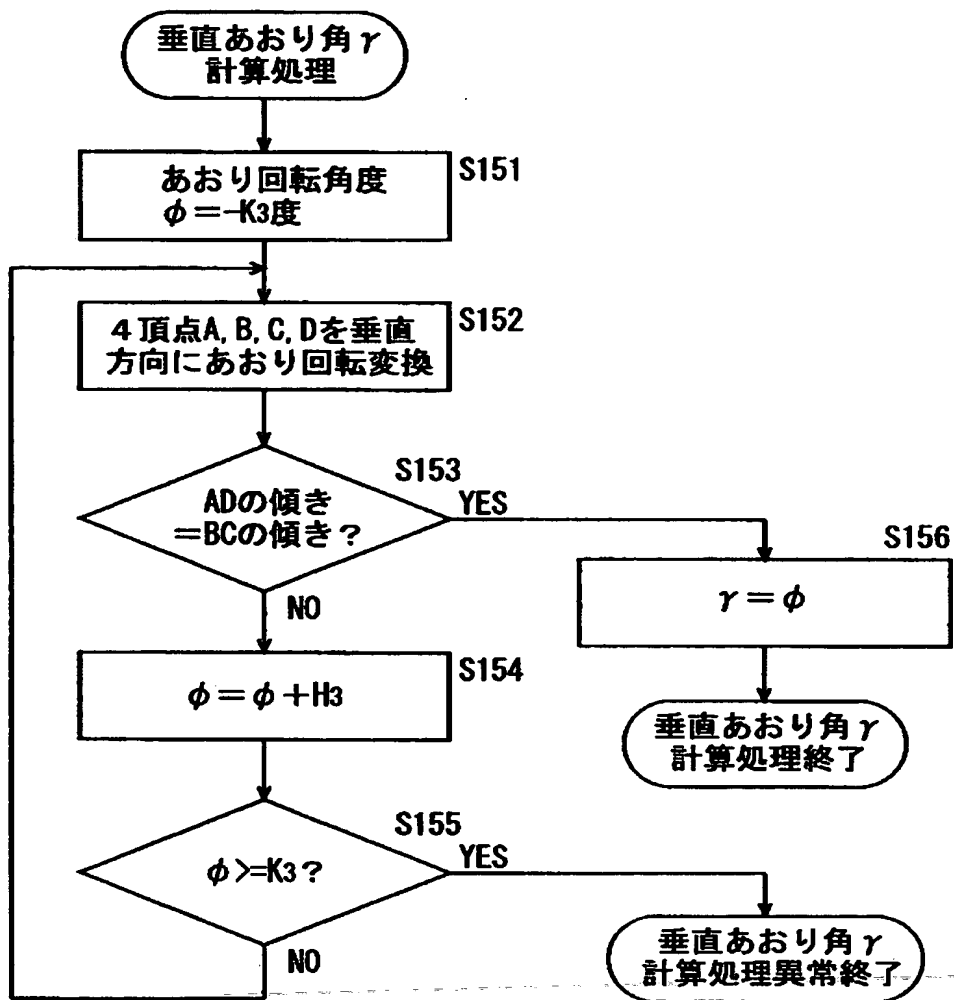 垂直あおり角γ
計算処理
S151
あおり回転角度
φ=-K3度
S152
4頂点A, B, C, Dを垂直
方向にあおり回転変換
S153
ADの傾き
=BCの傾き?
YES
NO
S156
γ=φ
S154
φ=φ+H3
垂直あおり角γ
計算処理終了
S155
φ>=K3?
YES
NO
垂直あおり角γ
計算処理異常終了